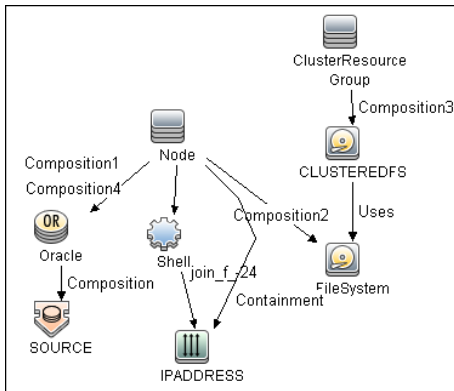 ClusterResource
Group
Composition3
Node
CLUSTEREDFS
Composition1
Composition4
Composition2
Uses
OR
Oracle
Shell.
FileSystem
join_f_-24
Composition
Containment
SOURCE
IPADDRESS